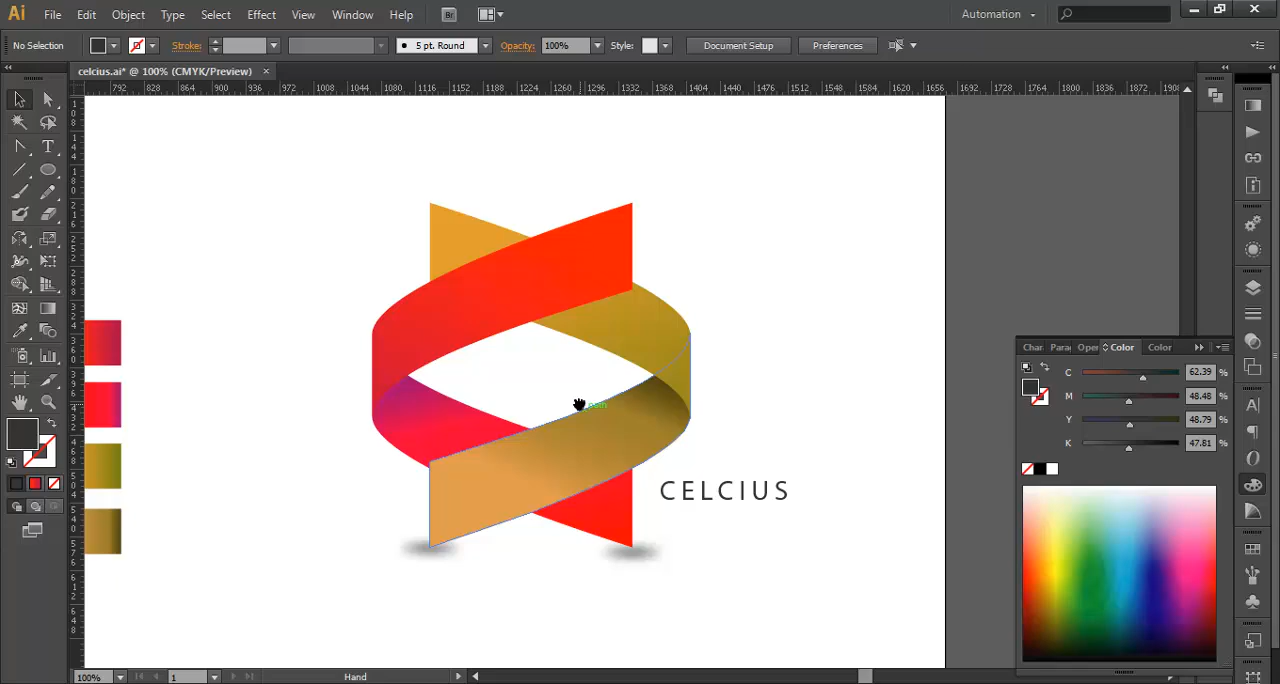 Ai File Edit Object Type Select Effect View Window Help Br Automation
No Selection Stroke: 5 pt. Round Opacity: 100% Style: Document Setup Preferences
celcius.ai* @ 100% (CMYK/Preview) ×
792 828 864 900 936 972 1008 1044 1080 1116 1152 1188 1224 1260 1296 1332 1368 1404 1440 1476 1512 1548 1584 1620 1656 1692 1728 1764 1800 1836 1872 1908
Char Para Oper Color Color
C 62.39 %
M 48.48 %
Y 48.79 %
K 47.81 %
path
CELCIUS
100% 1 Hand